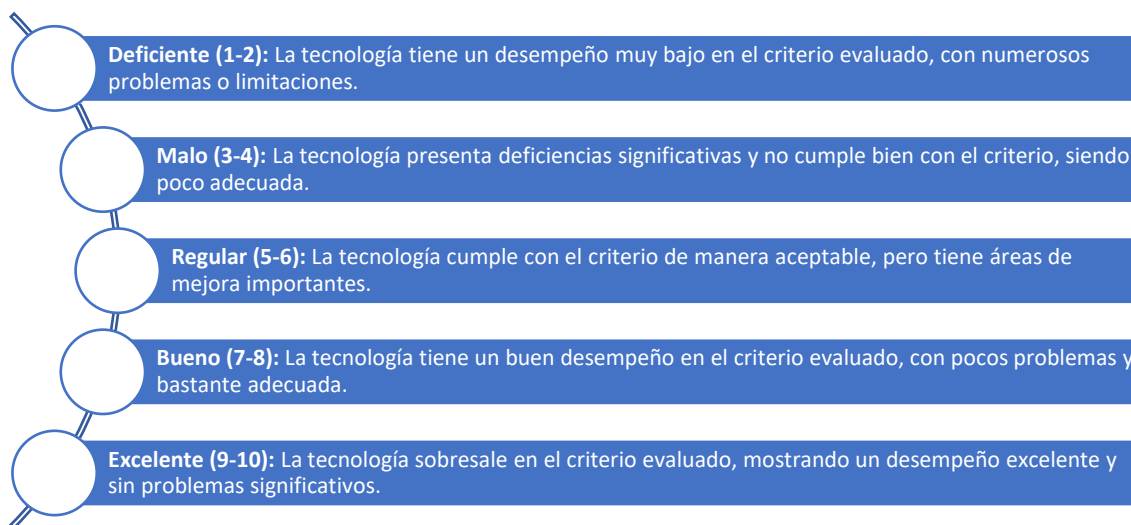 Deficiente (1-2): La tecnología tiene un desempeño muy bajo en el criterio evaluado, con numerosos
problemas o limitaciones.
Malo (3-4): La tecnología presenta deficiencias significativas y no cumple bien con el criterio, siendo
poco adecuada.
Regular (5-6): La tecnología cumple con el criterio de manera aceptable, pero tiene áreas de
mejora importantes.
Bueno (7-8): La tecnología tiene un buen desempeño en el criterio evaluado, con pocos problemas y
bastante adecuada.
Excelente (9-10): La tecnología sobresale en el criterio evaluado, mostrando un desempeño excelente y
sin problemas significativos.